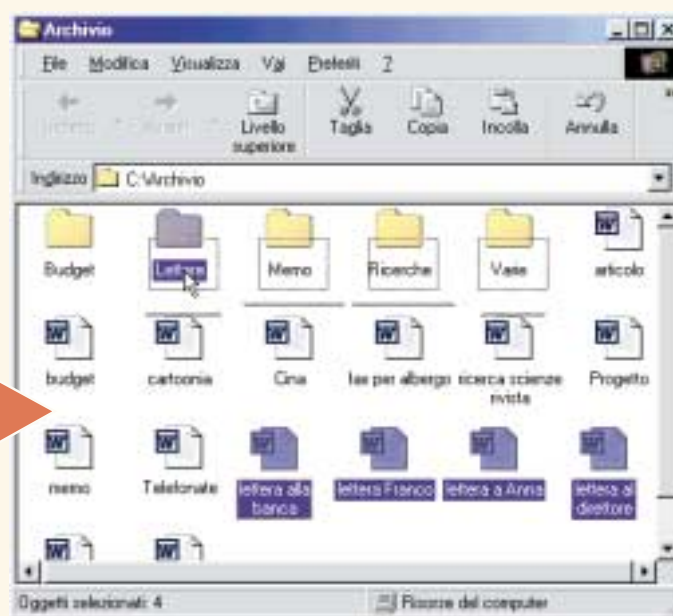 Archivio
File Modifica Visualizza Vai Preferiti ?
Livello superiore Taglia Copia Incolla Annulla
Indirizzo C:\Archivio
Budget Lettere Memo Ricerche Varie articolo
budget cartoonia Cina fax per albergo ricerca scienze rivista Progetto
memo Telefonate lettera alla banca lettera Franco lettera a Anna lettera al direttore
Oggetti selezionati: 4 Risorse del computer